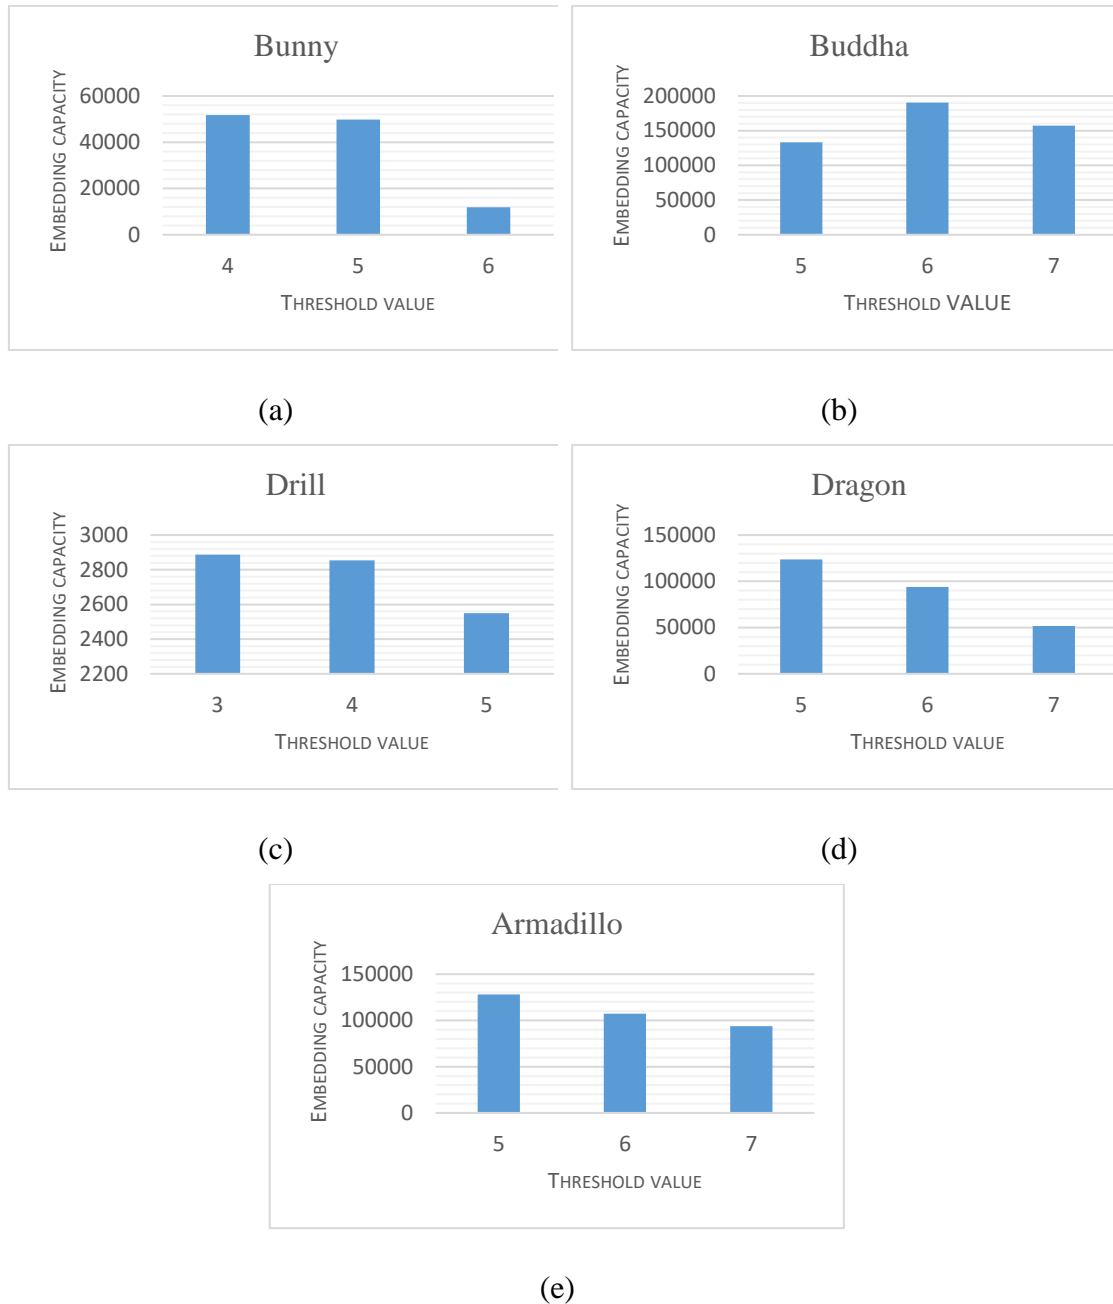 Bunny
EMBEDDING CAPACITY
60000
40000
20000
0
4 5 6
THRESHOLD VALUE
(a)
Buddha
EMBEDDING CAPACITY
200000
150000
100000
50000
0
5 6 7
THRESHOLD VALUE
(b)
Drill
EMBEDDING CAPACITY
3000
2800
2600
2400
2200
3 4 5
THRESHOLD VALUE
(c)
Dragon
EMBEDDING CAPACITY
150000
100000
50000
0
5 6 7
THRESHOLD VALUE
(d)
Armadillo
EMBEDDING CAPACITY
150000
100000
50000
0
5 6 7
THRESHOLD VALUE
(e)